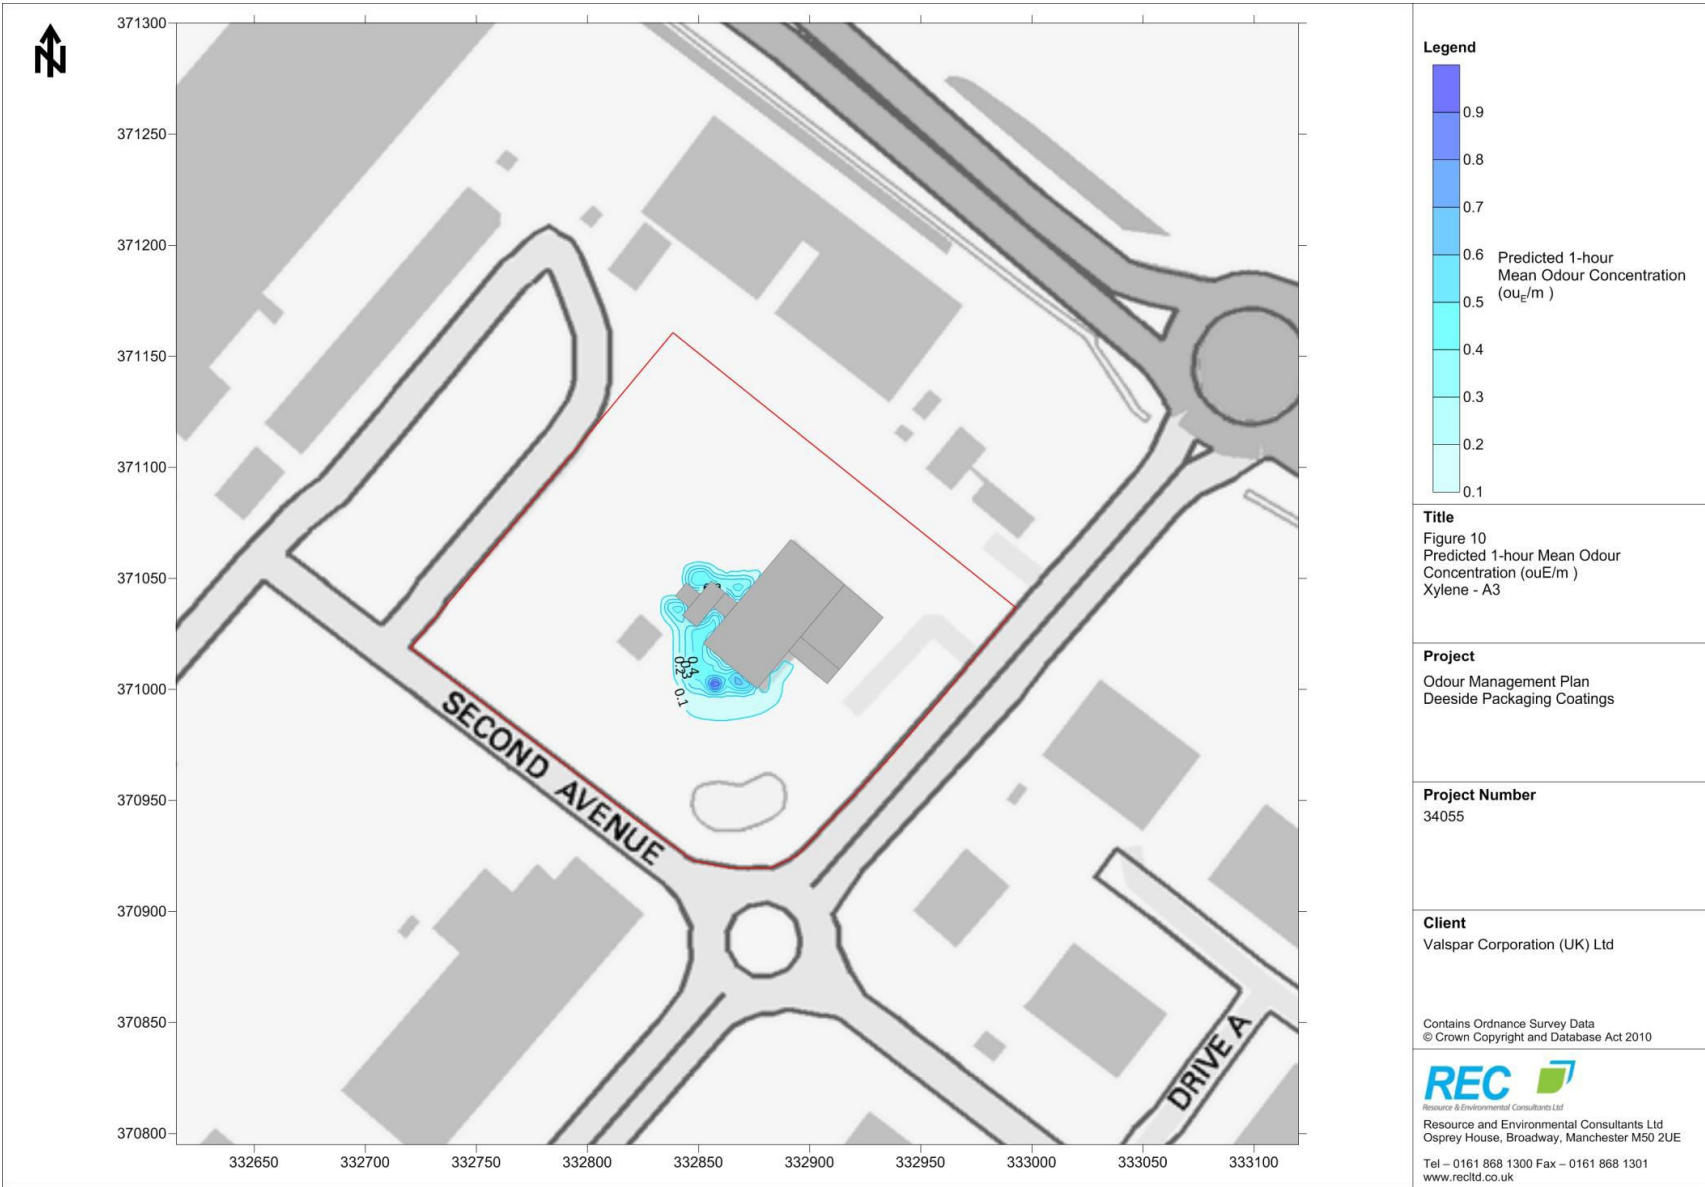 N
371300
371250
371200
371150
371100
371050
371000
370950
370900
370850
370800
332650
332700
332750
332800
332850
332900
332950
333000
333050
333100
SECOND AVENUE
DRIVE A
0.2
0.3
0.4
0.1
Legend
0.9
0.8
0.7
0.6
0.5
0.4
0.3
0.2
0.1
Predicted 1-hour
Mean Odour Concentration
(ouE/m )
Title
Figure 10
Predicted 1-hour Mean Odour
Concentration (ouE/m )
Xylene - A3
Project
Odour Management Plan
Deeside Packaging Coatings
Project Number
34055
Client
Valspar Corporation (UK) Ltd
Contains Ordnance Survey Data
© Crown Copyright and Database Act 2010
REC
Resource & Environmental Consultants Ltd
Resource and Environmental Consultants Ltd
Osprey House, Broadway, Manchester M50 2UE
Tel – 0161 868 1300 Fax – 0161 868 1301
www.recltd.co.uk